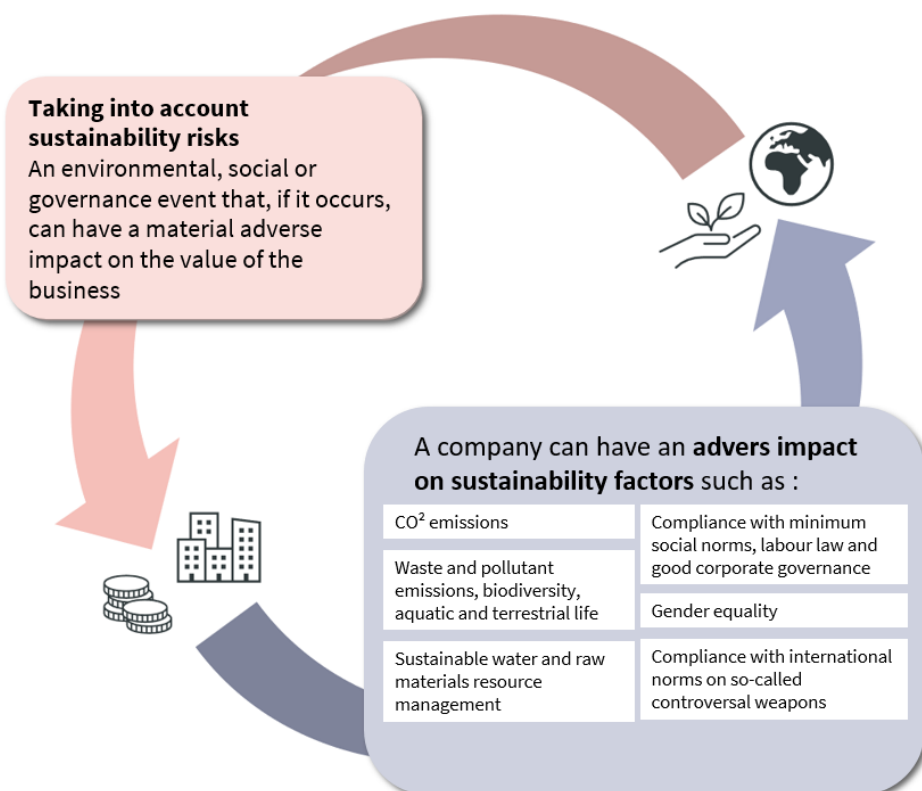 Taking into account
sustainability risks
An environmental, social or
governance event that, if it occurs,
can have a material adverse
impact on the value of the
business
A company can have an advers impact
on sustainability factors such as :
CO² emissions
Waste and pollutant
emissions, biodiversity,
aquatic and terrestrial life
Sustainable water and raw
materials resource
management
Compliance with minimum
social norms, labour law and
good corporate governance
Gender equality
Compliance with international
norms on so-called
controversal weapons